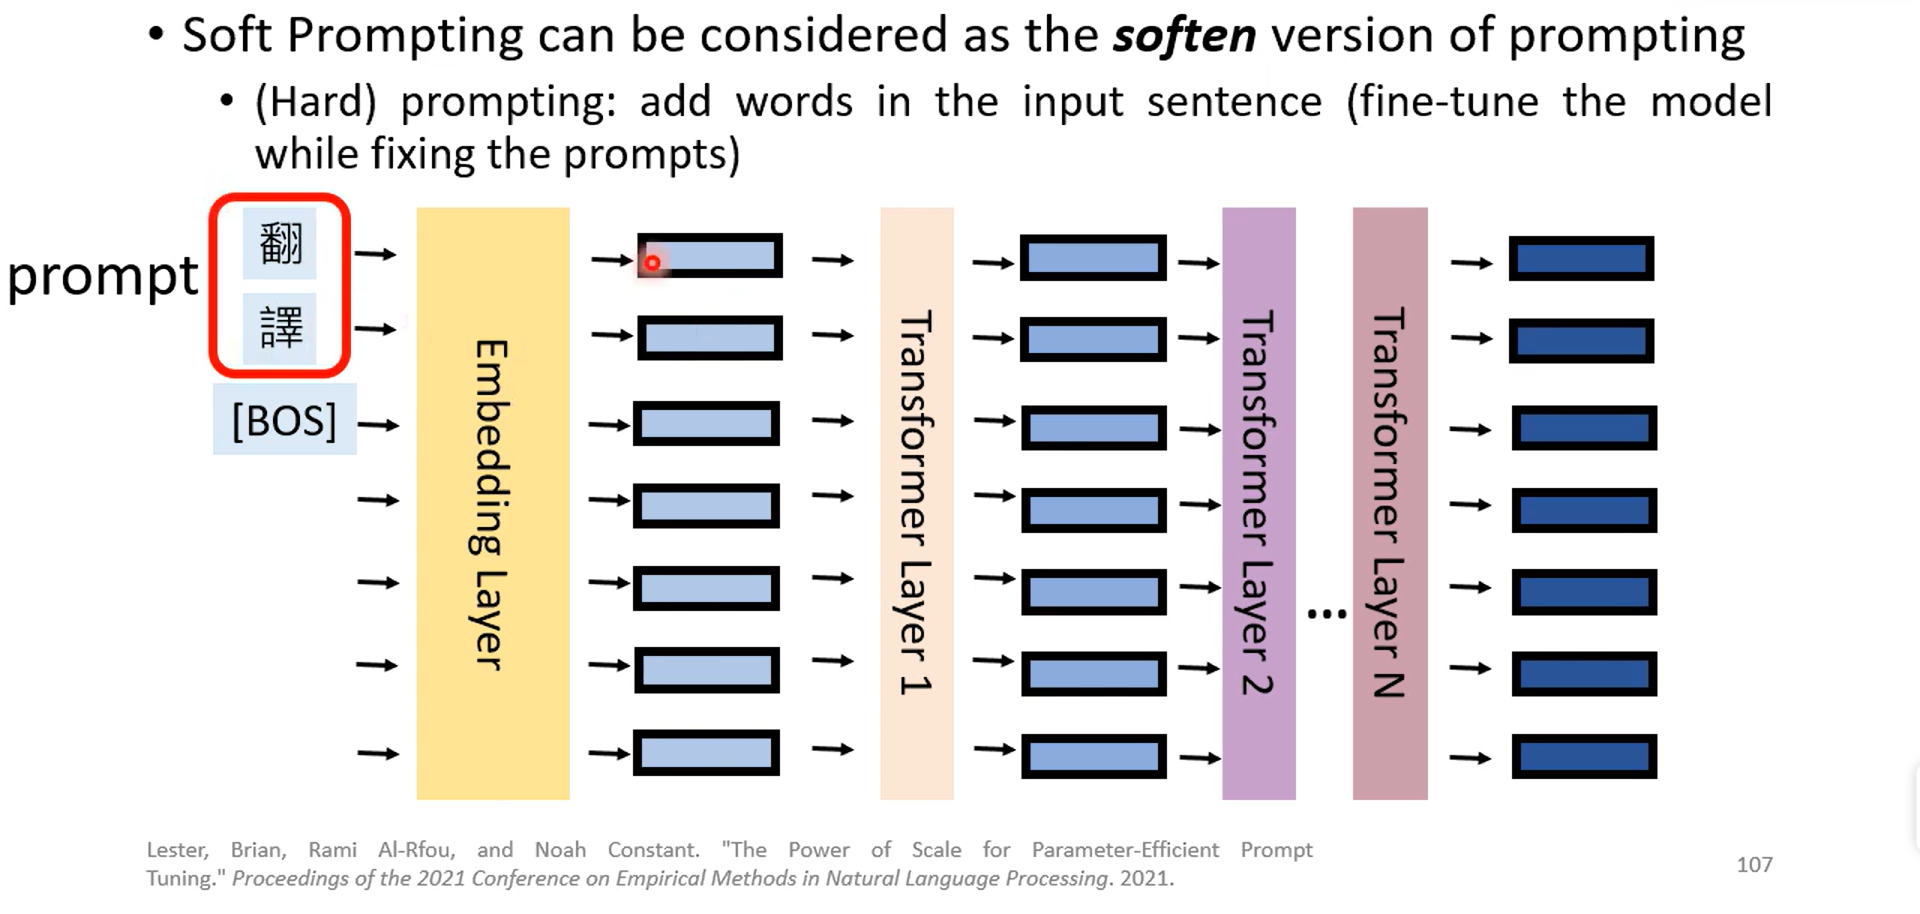 • Soft Prompting can be considered as the soften version of prompting
• (Hard) prompting: add words in the input sentence (fine-tune the model
while fixing the prompts)
prompt
翻
譯
[BOS]
Embedding Layer
Transformer Layer 1
Transformer Layer 2
...
Transformer Layer N
Lester, Brian, Rami Al-Rfou, and Noah Constant. "The Power of Scale for Parameter-Efficient Prompt
Tuning." Proceedings of the 2021 Conference on Empirical Methods in Natural Language Processing. 2021.
107